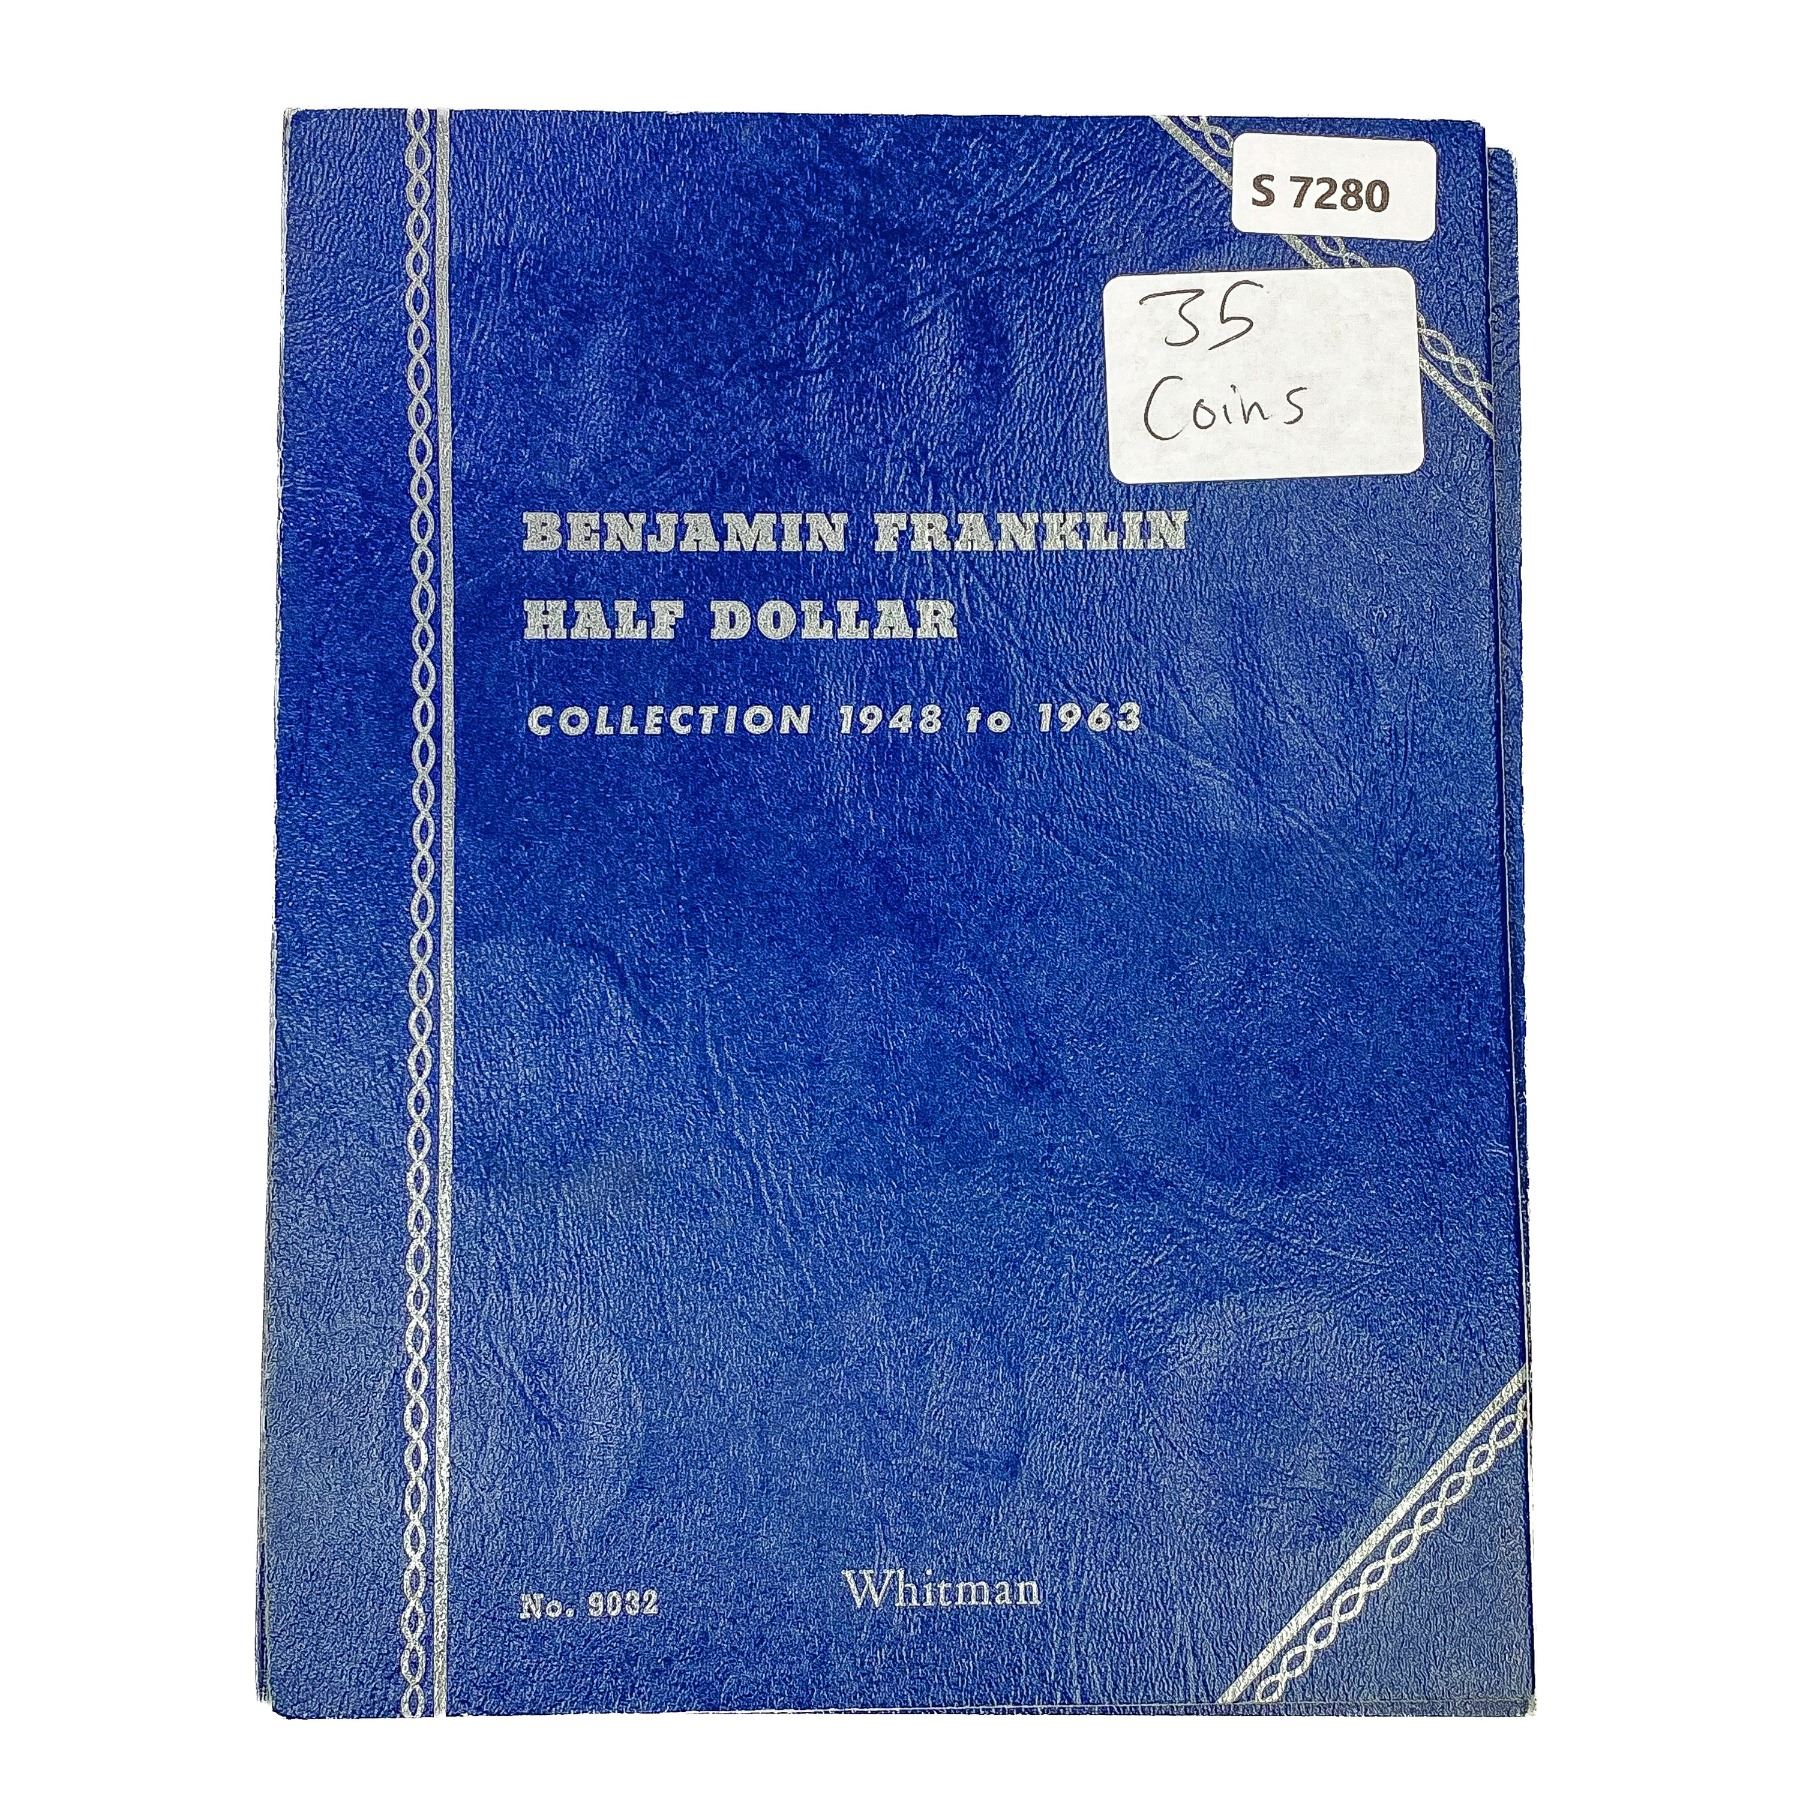 S 7280
35
Coins
BENJAMIN FRANKLIN
HALF DOLLAR
COLLECTION 1948 to 1963
No. 9032
Whitman